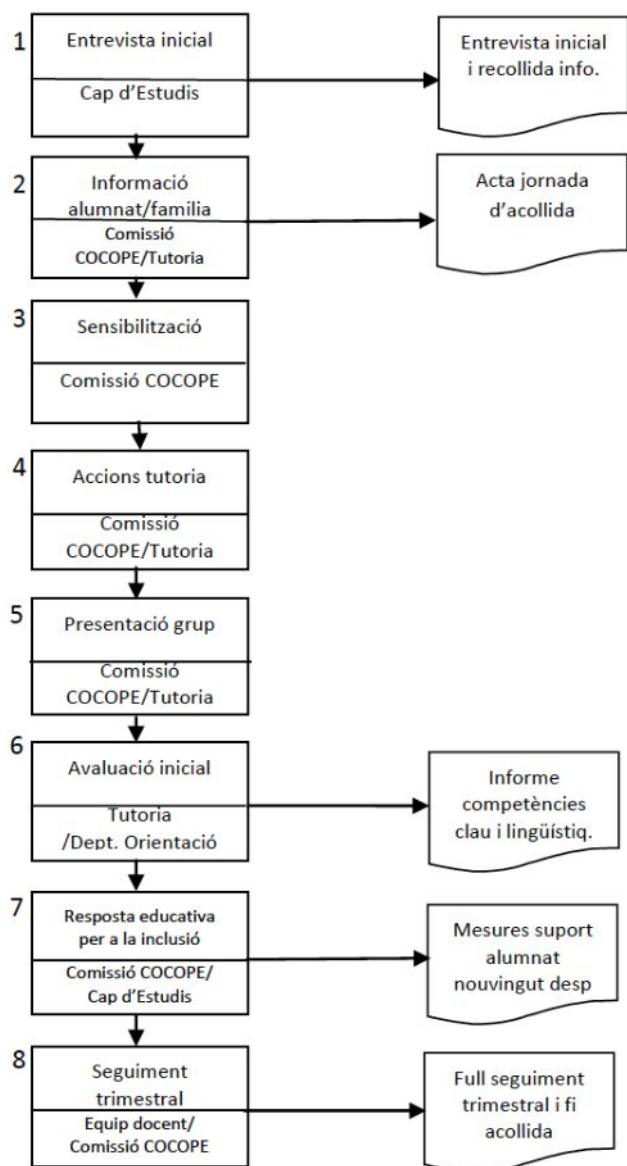 1
Entrevista inicial
Cap d'Estudis
Entrevista inicial
i recollida info.
2
Informació
alumnat/familia
Comissió
COCOPE/Tutoria
Acta jornada
d'acollida
3
Sensibilització
Comissió COCOPE
4
Accions tutoria
Comissió
COCOPE/Tutoria
5
Presentació grup
Comissió
COCOPE/Tutoria
6
Avaluació inicial
Tutoria
/Dept. Orientació
Informe
competències
clau i lingüístiq.
7
Resposta educativa
per a la inclusió
Comissió COCOPE/
Cap d'Estudis
Mesures suport
alumnat
nouvingut desp
8
Seguiment
trimestral
Equip docent/
Comissió COCOPE
Full seguiment
trimestral i fi
acollida